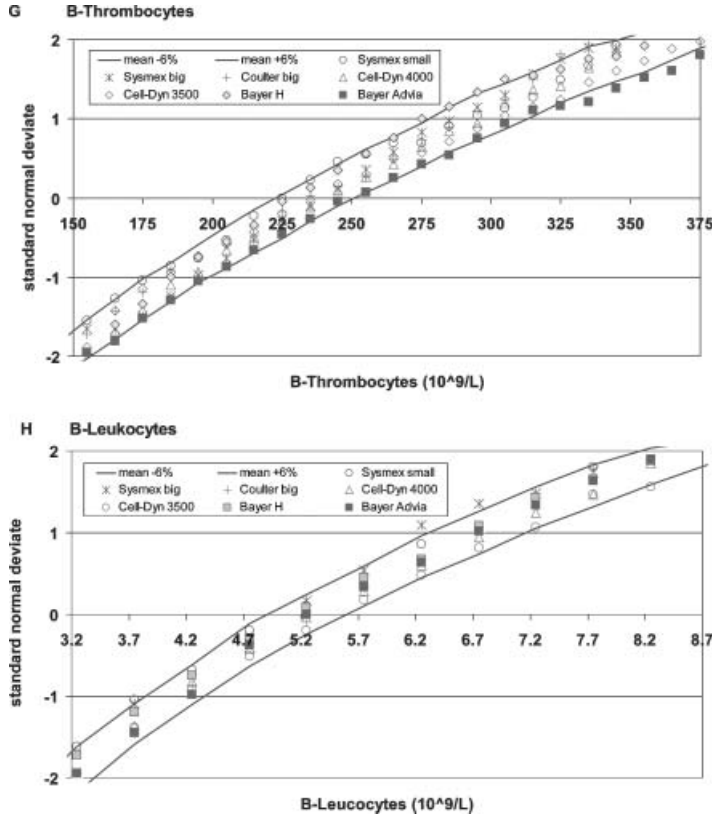 G B-Thrombocytes
2
mean -6% mean +6% Sysmex small
Sysmex big Coulter big Cell-Dyn 4000
Cell-Dyn 3500 Bayer H Bayer Advia
1
standard normal deviate
0
150 175 200 225 250 275 300 325 350 375
-1
-2
B-Thrombocytes (10^9/L)
H B-Leukocytes
2
mean -6% mean +6% Sysmex small
Sysmex big Coulter big Cell-Dyn 4000
Cell-Dyn 3500 Bayer H Bayer Advia
1
standard normal deviate
0
3.2 3.7 4.2 4.7 5.2 5.7 6.2 6.7 7.2 7.7 8.2 8.7
-1
-2
B-Leucocytes (10^9/L)